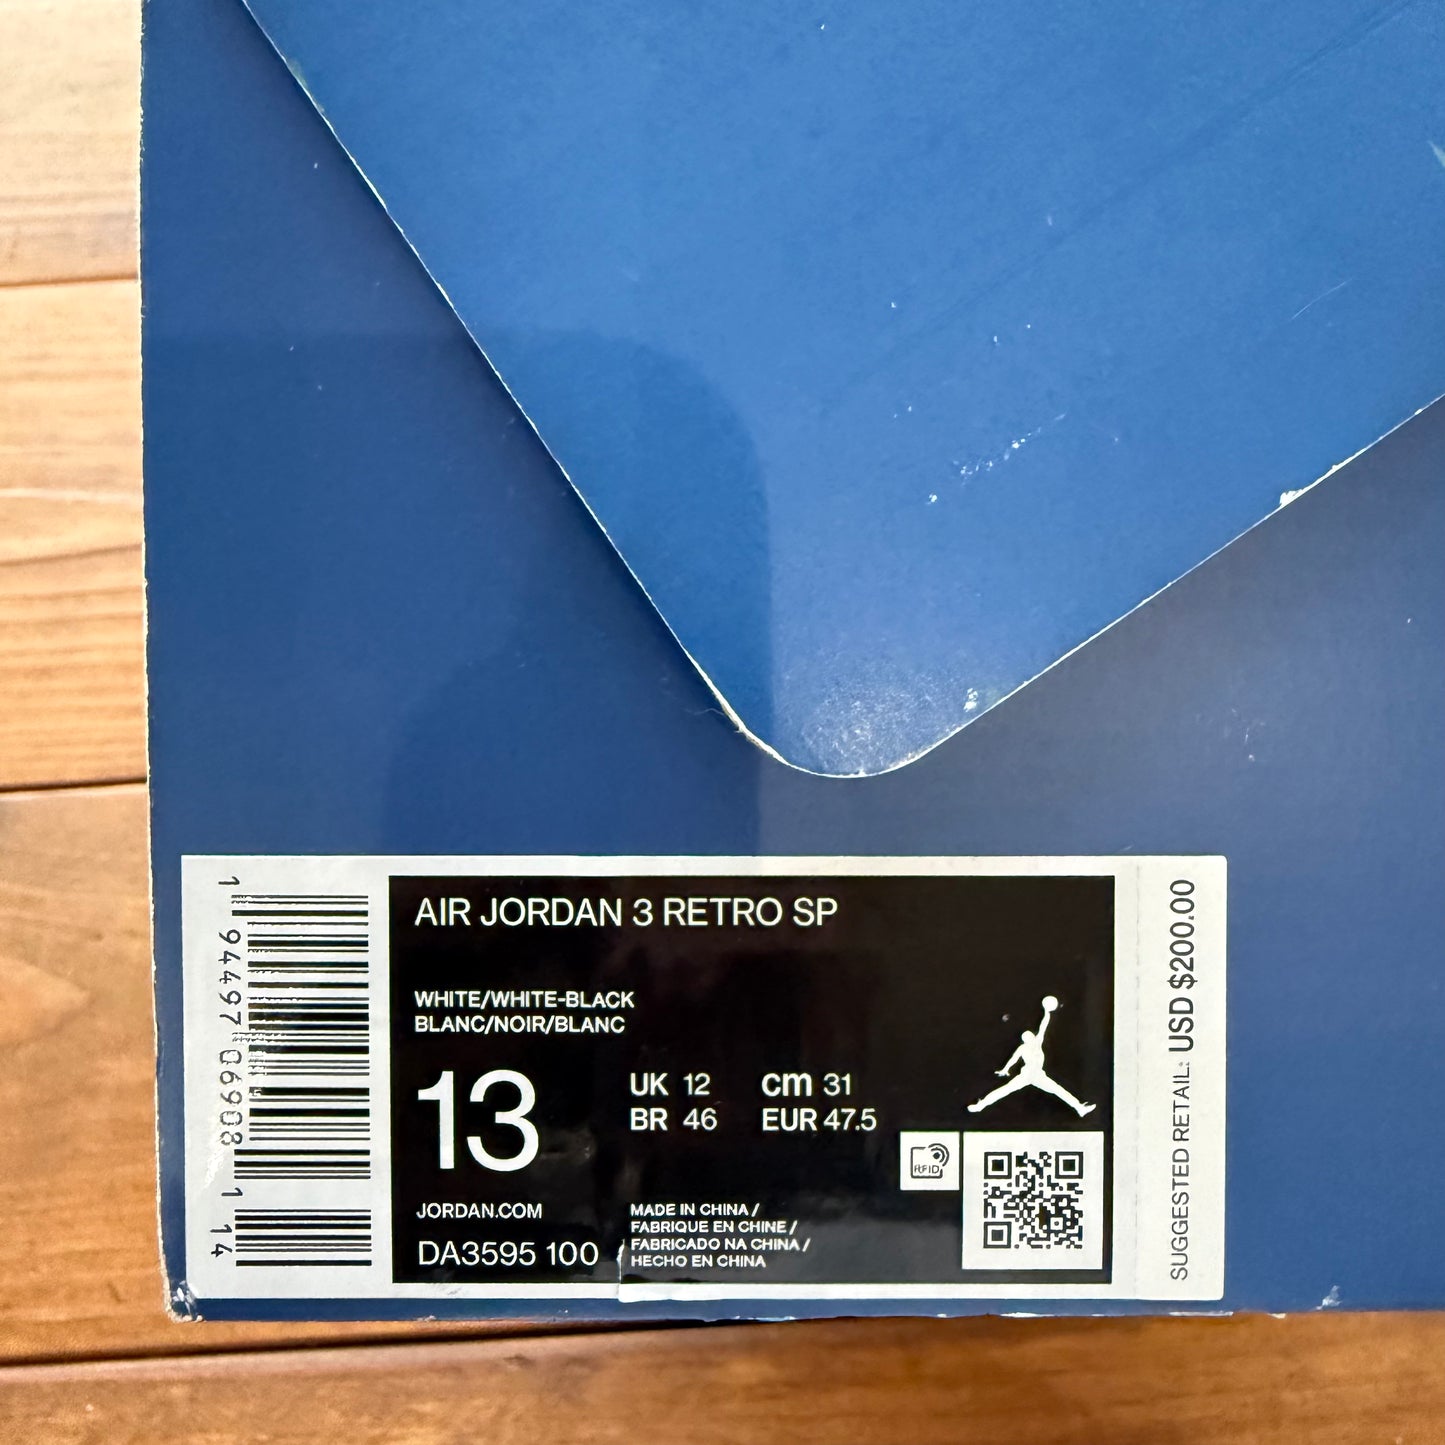 AIR JORDAN 3 RETRO SP
WHITE/WHITE-BLACK
BLANC/NOIR/BLANC
13
UK 12 cm 31
BR 46 EUR 47.5
RFID
JORDAN.COM
DA3595 100
MADE IN CHINA /
FABRIQUE EN CHINE /
FABRICADO NA CHINA /
HECHO EN CHINA
1 94497 06908 1 14
SUGGESTED RETAIL: USD $200.00